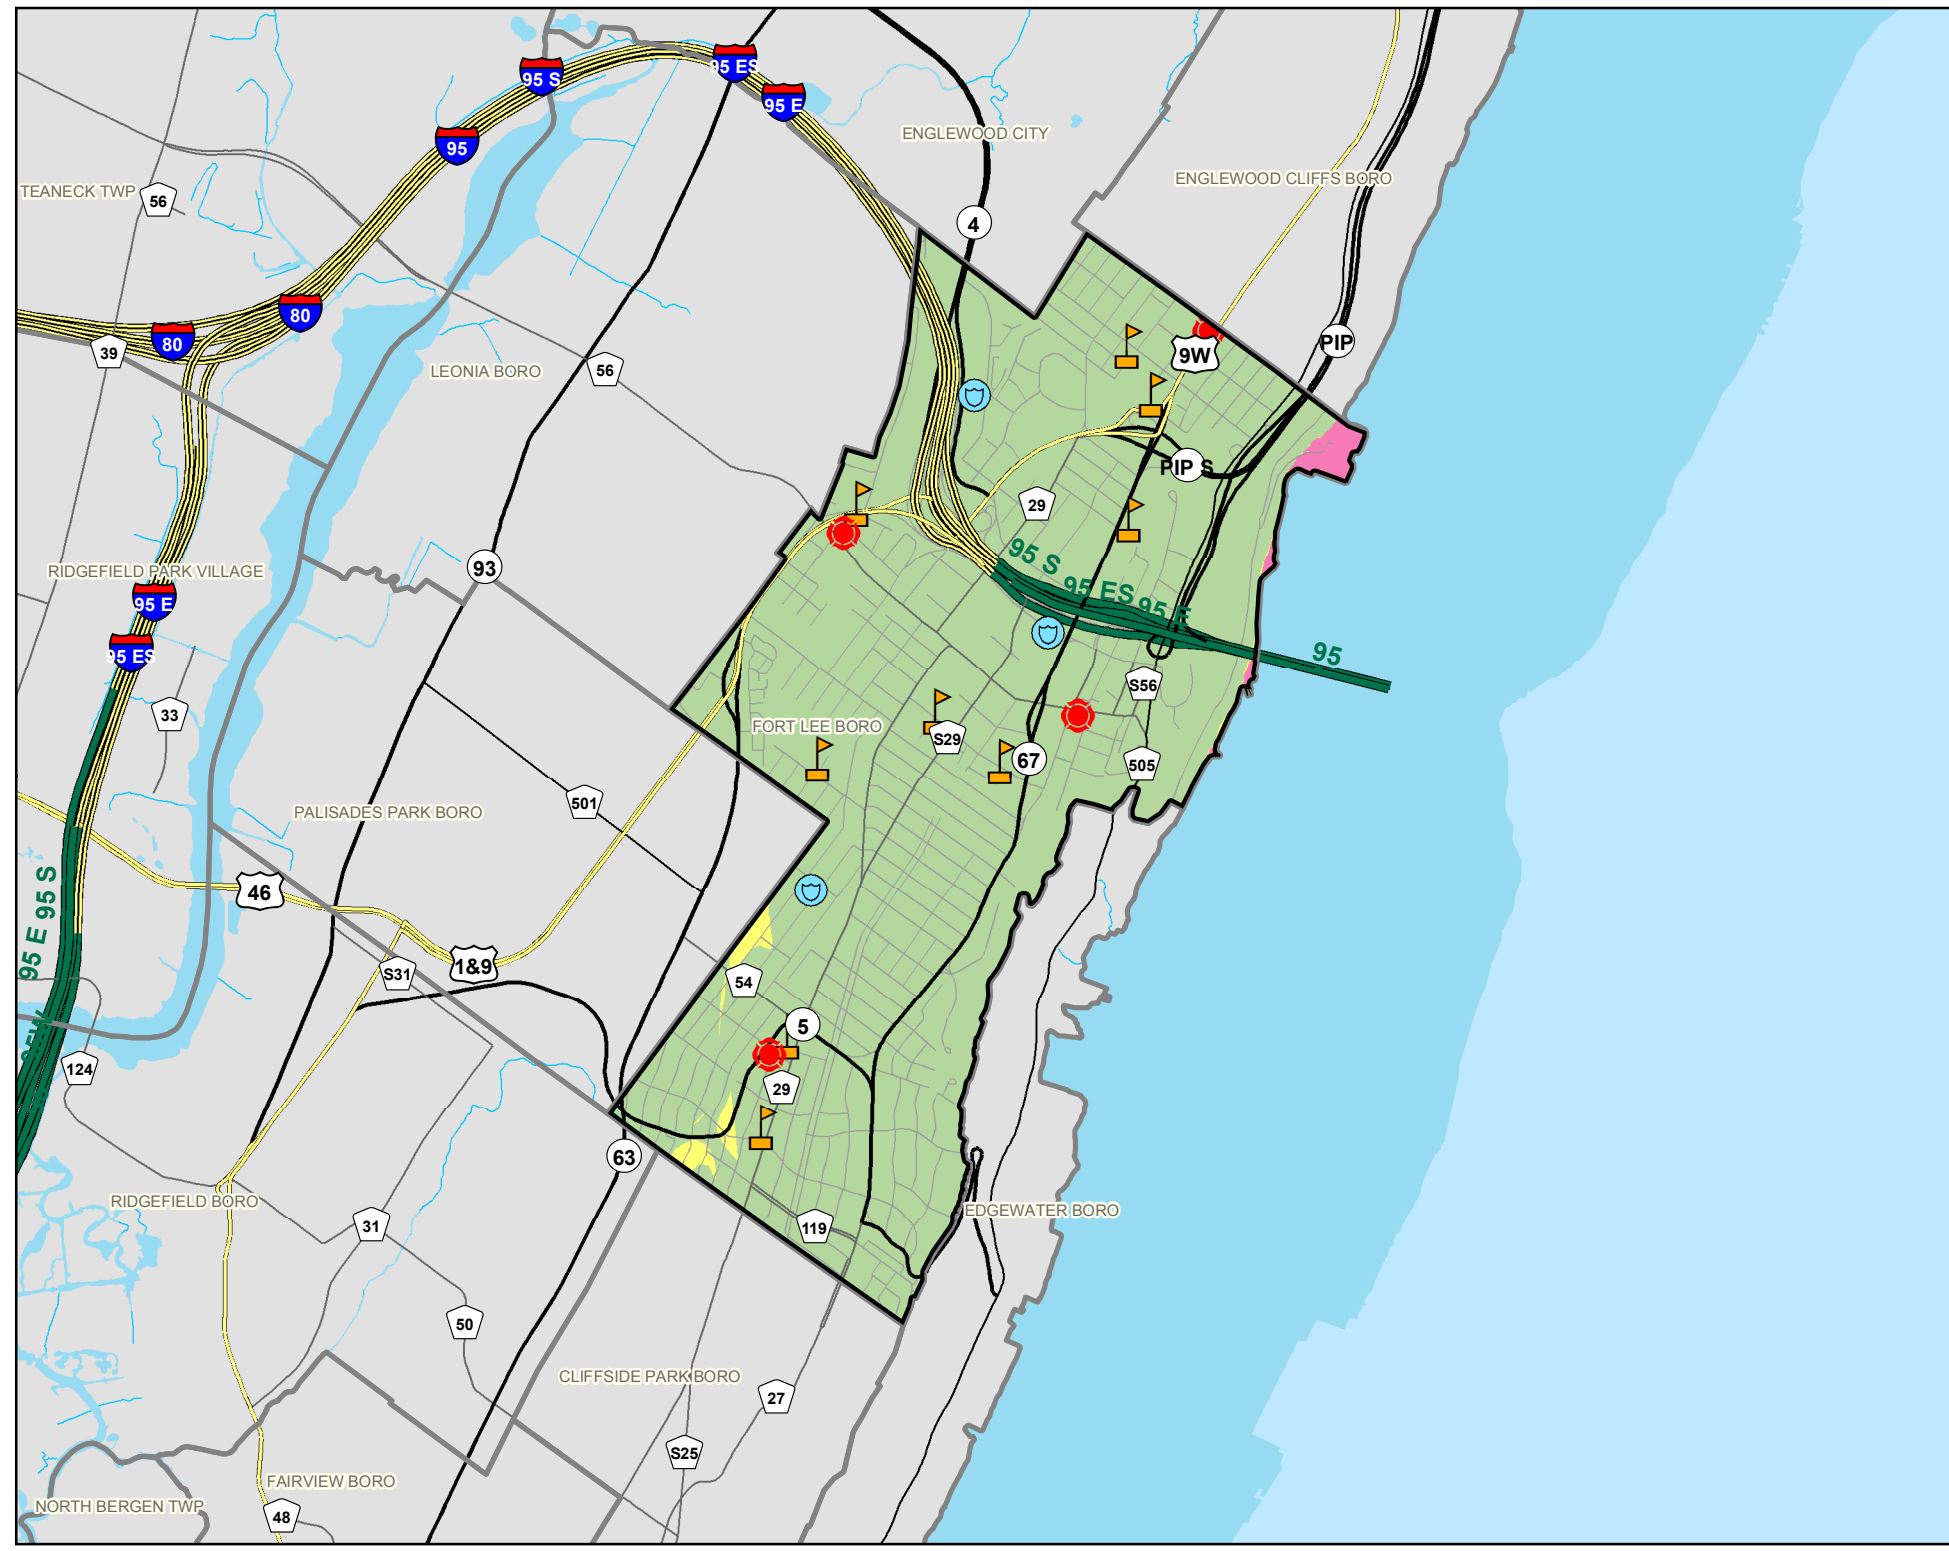 95 S
95 ES
95 E
95
ENGLEWOOD CITY
ENGLEWOOD CLIFFS BORO
TEANECK TWP
56
4
80
80
39
PIP
9W
LEONIA BORO
56
PIP S
29
95 S
95 ES
95 E
93
RIDGEFIELD PARK VILLAGE
95 E
95 ES
95
S56
33
FORT LEE BORO
S29
67
505
PALISADES PARK BORO
501
46
95 E 95 S
1&9
S31
54
5
124
29
63
RIDGEFIELD BORO
31
119
EDGEWATER BORO
50
CLIFFSIDE PARK BORO
27
S25
FAIRVIEW BORO
NORTH BERGEN TWP
48